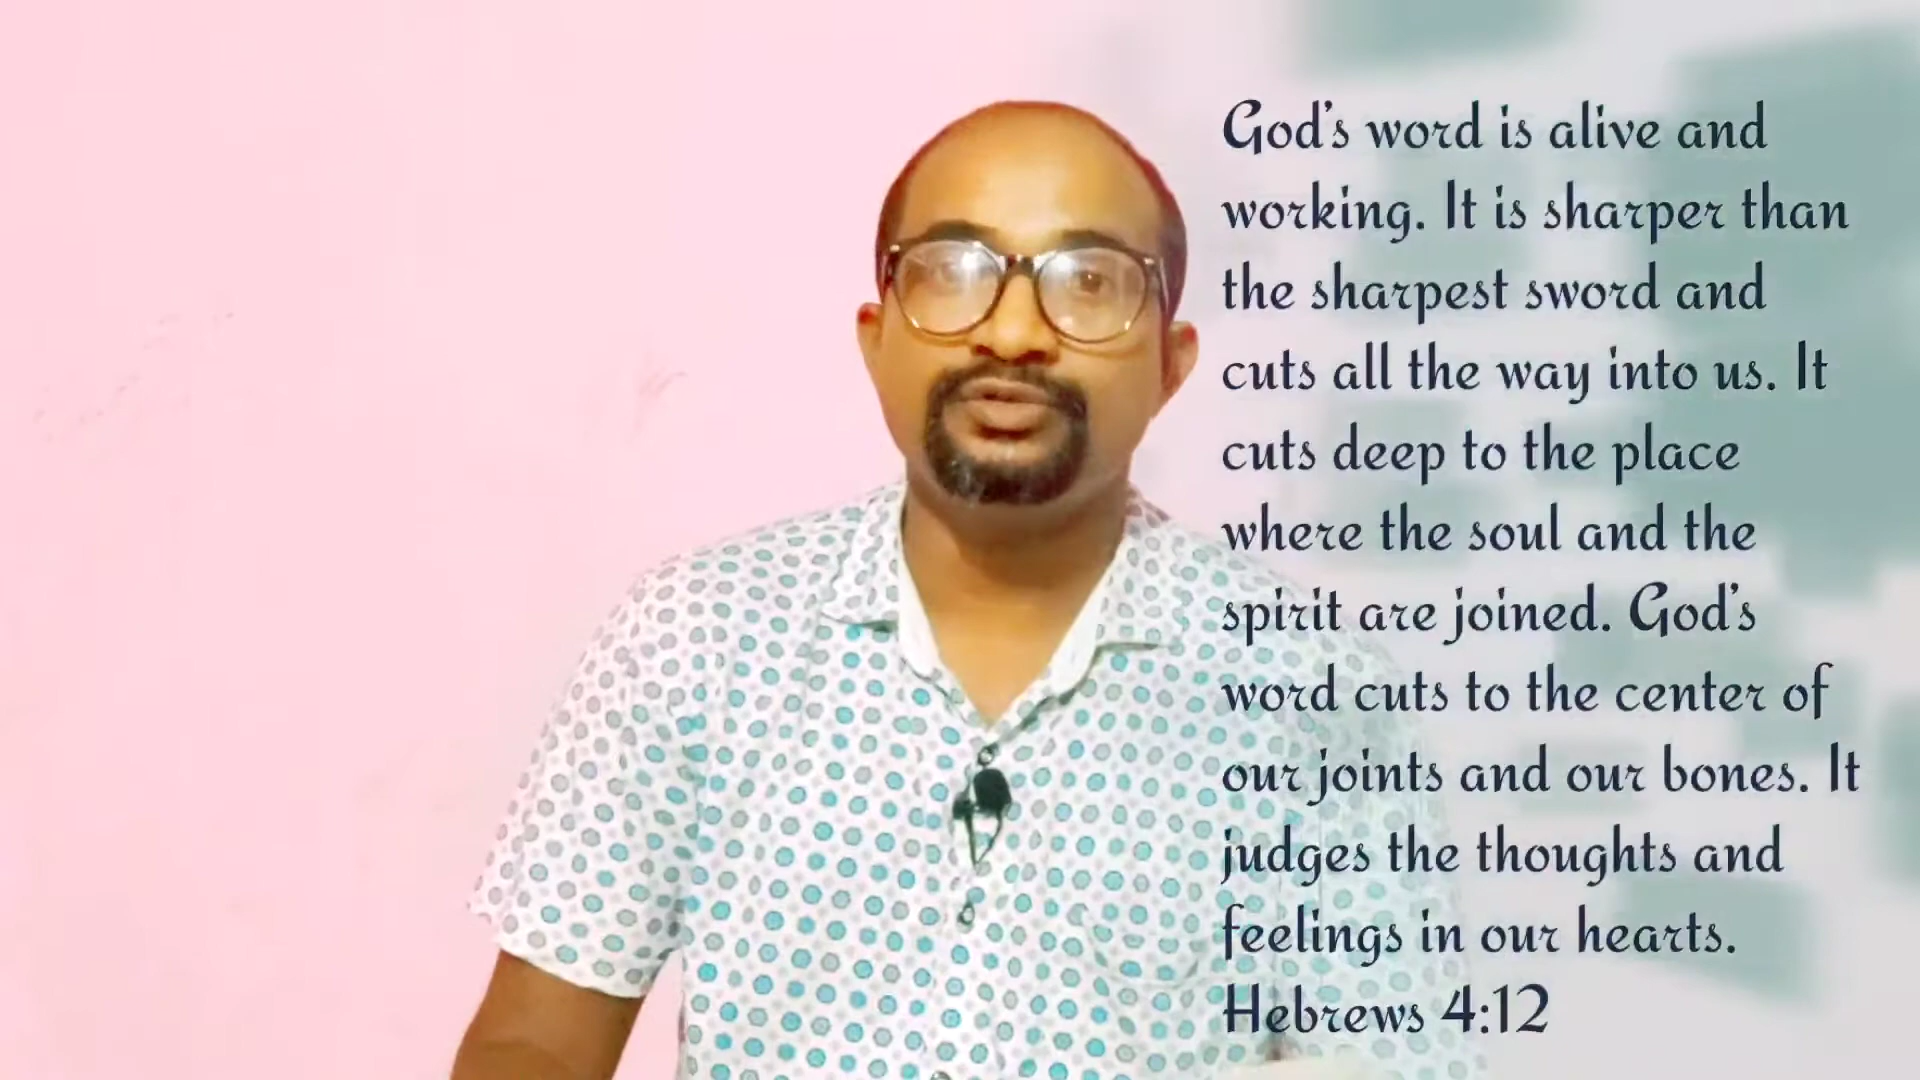 God's word is alive and
working. It is sharper than
the sharpest sword and
cuts all the way into us. It
cuts deep to the place
where the soul and the
spirit are joined. God's
word cuts to the center of
our joints and our bones. It
judges the thoughts and
feelings in our hearts.
Hebrews 4:12